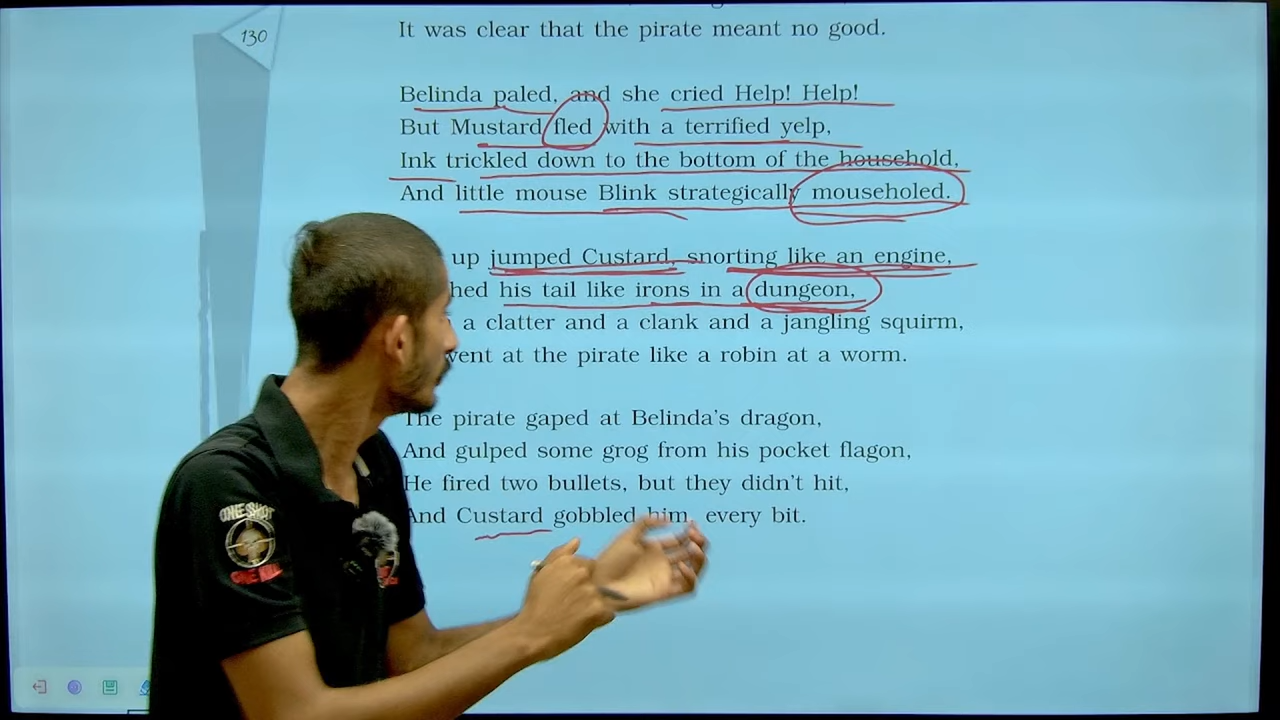 130
It was clear that the pirate meant no good.
Belinda paled, and she cried Help! Help!
But Mustard fled with a terrified yelp,
Ink trickled down to the bottom of the household,
And little mouse Blink strategically mouseholed.
up jumped Custard, snorting like an engine,
hed his tail like irons in a dungeon,
a clatter and a clank and a jangling squirm,
went at the pirate like a robin at a worm.
The pirate gaped at Belinda's dragon,
And gulped some grog from his pocket flagon,
He fired two bullets, but they didn't hit,
And Custard gobbled him, every bit.
ONE SHOT
ONE KILL